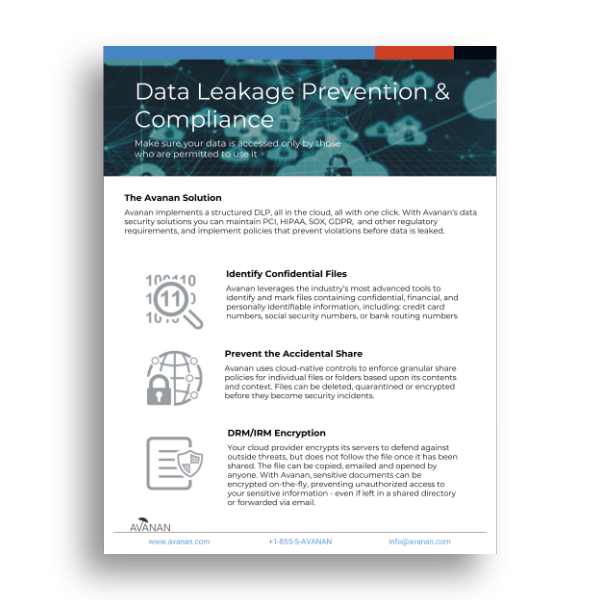 Data Leakage Prevention &
Compliance
Make sure your data is accessed only by those
who are permitted to use it
The Avanan Solution
Avanan implements a structured DLP, all in the cloud, all with one click. With Avanan's data
security solutions you can maintain PCI, HIPAA, SOX, GDPR, and other regulatory
requirements, and implement policies that prevent violations before data is leaked.
Identify Confidential Files
Avanan leverages the industry's most advanced tools to
identify and mark files containing confidential, financial, and
personally identifiable information, including: credit card
numbers, social security numbers, or bank routing numbers
Prevent the Accidental Share
Avanan uses cloud-native controls to enforce granular share
policies for individual files or folders based upon its contents
and context. Files can be deleted, quarantined or encrypted
before they become security incidents.
DRM/IRM Encryption
Your cloud provider encrypts its servers to defend against
outside threats, but does not follow the file once it has been
shared. The file can be copied, emailed and opened by
anyone. With Avanan, sensitive documents can be
encrypted on-the-fly, preventing unauthorized access to
your sensitive information - even if left in a shared directory
or forwarded via email.
AVANAN
www.avanan.com +1-855-5-AVANAN info@avanan.com